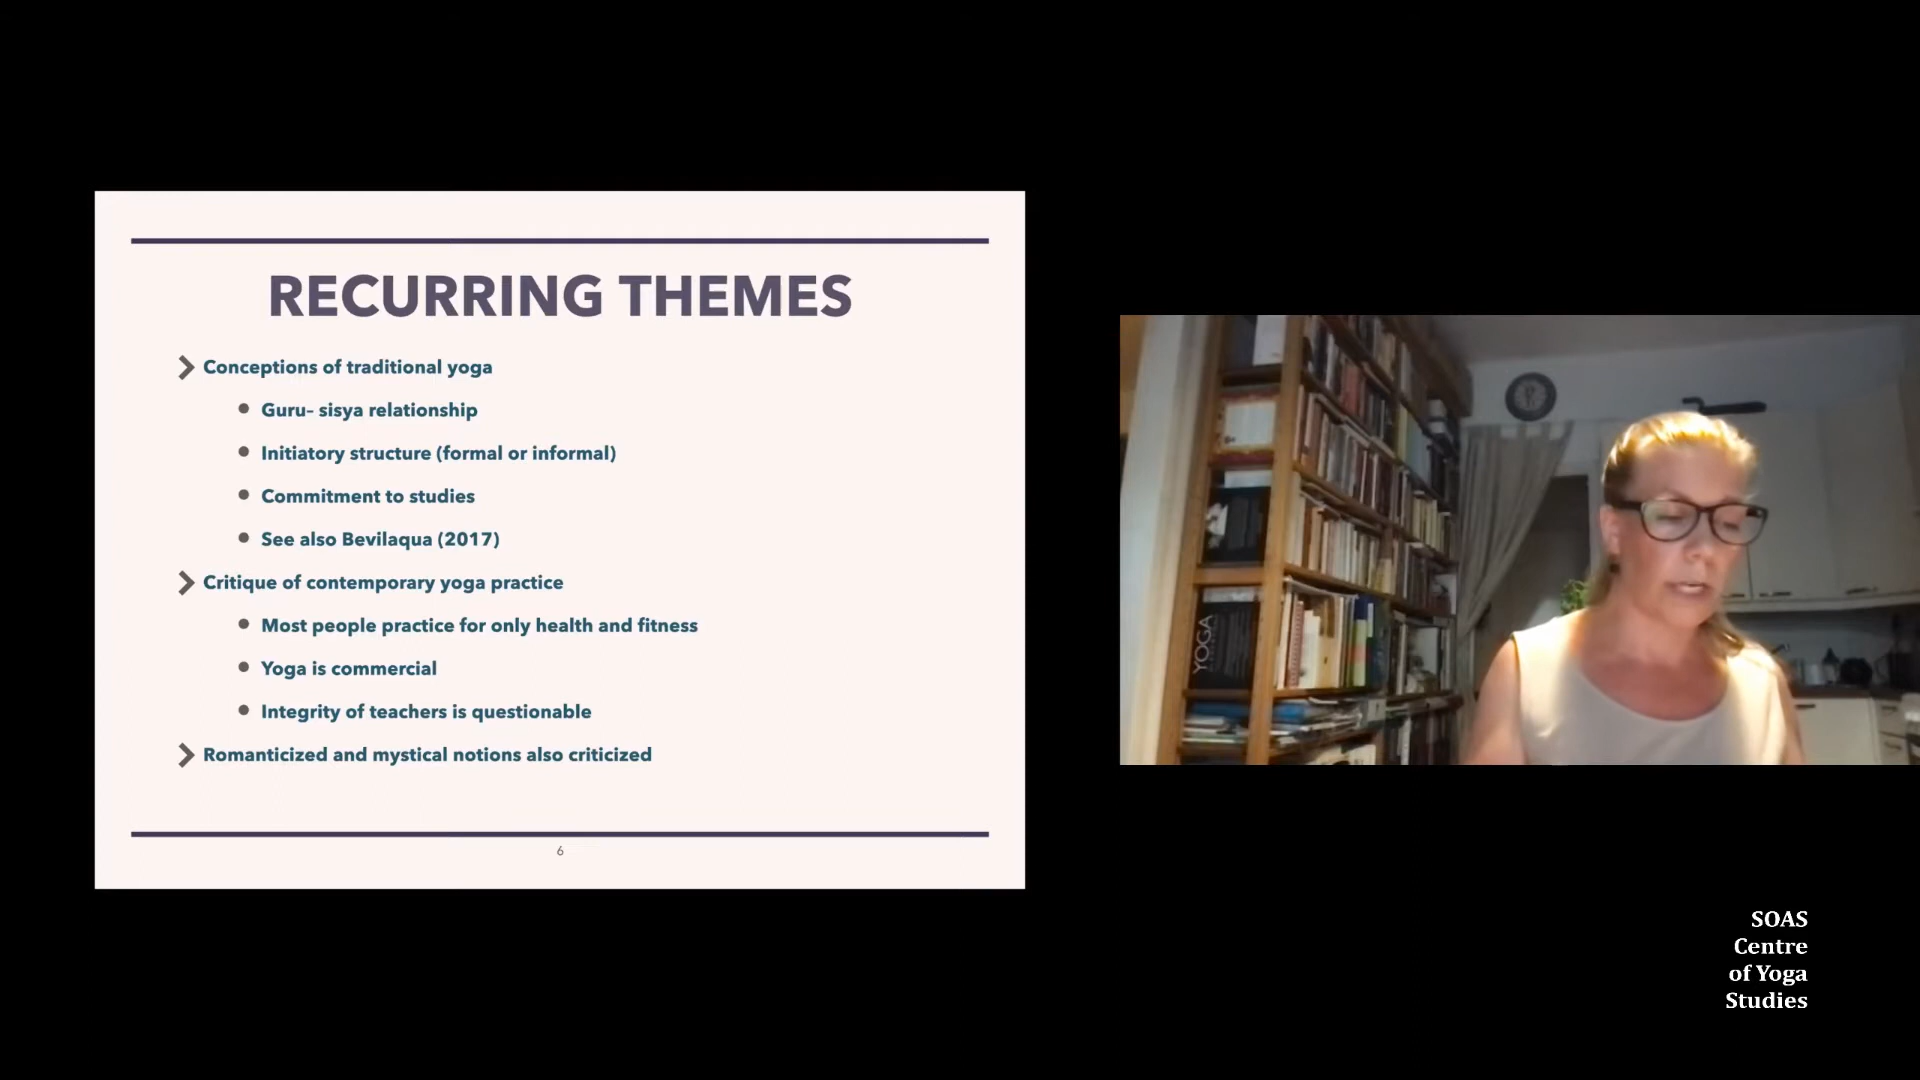 RECURRING THEMES
Conceptions of traditional yoga
Guru– sisya relationship
Initiatory structure (formal or informal)
Commitment to studies
See also Bevilaqua (2017)
Critique of contemporary yoga practice
Most people practice for only health and fitness
Yoga is commercial
Integrity of teachers is questionable
Romanticized and mystical notions also criticized
6
YOGA
SOAS
Centre
of Yoga
Studies